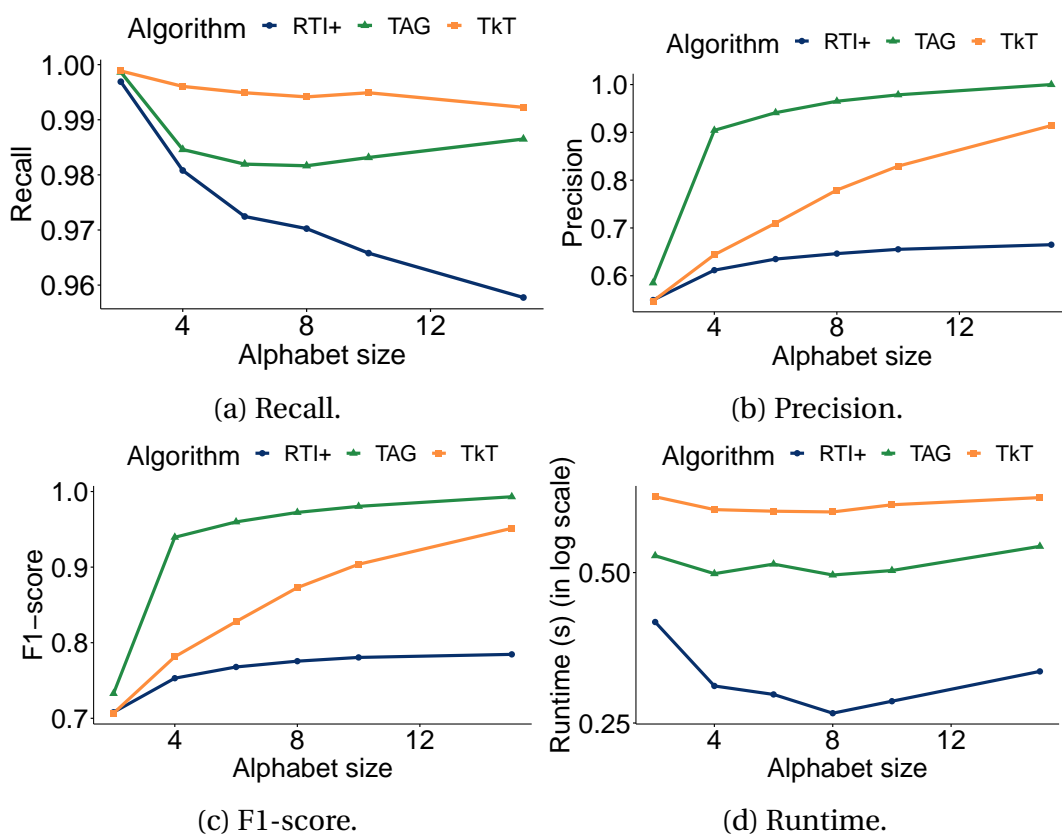 Algorithm RTI+ TAG TkT
1.00
0.99
0.98
0.97
0.96
Recall
4 8 12
Alphabet size
(a) Recall.
Algorithm RTI+ TAG TkT
1.0
0.9
0.8
0.7
0.6
Precision
4 8 12
Alphabet size
(b) Precision.
Algorithm RTI+ TAG TkT
1.0
0.9
0.8
0.7
F1−score
4 8 12
Alphabet size
(c) F1-score.
Algorithm RTI+ TAG TkT
0.50
0.25
Runtime (s) (in log scale)
4 8 12
Alphabet size
(d) Runtime.